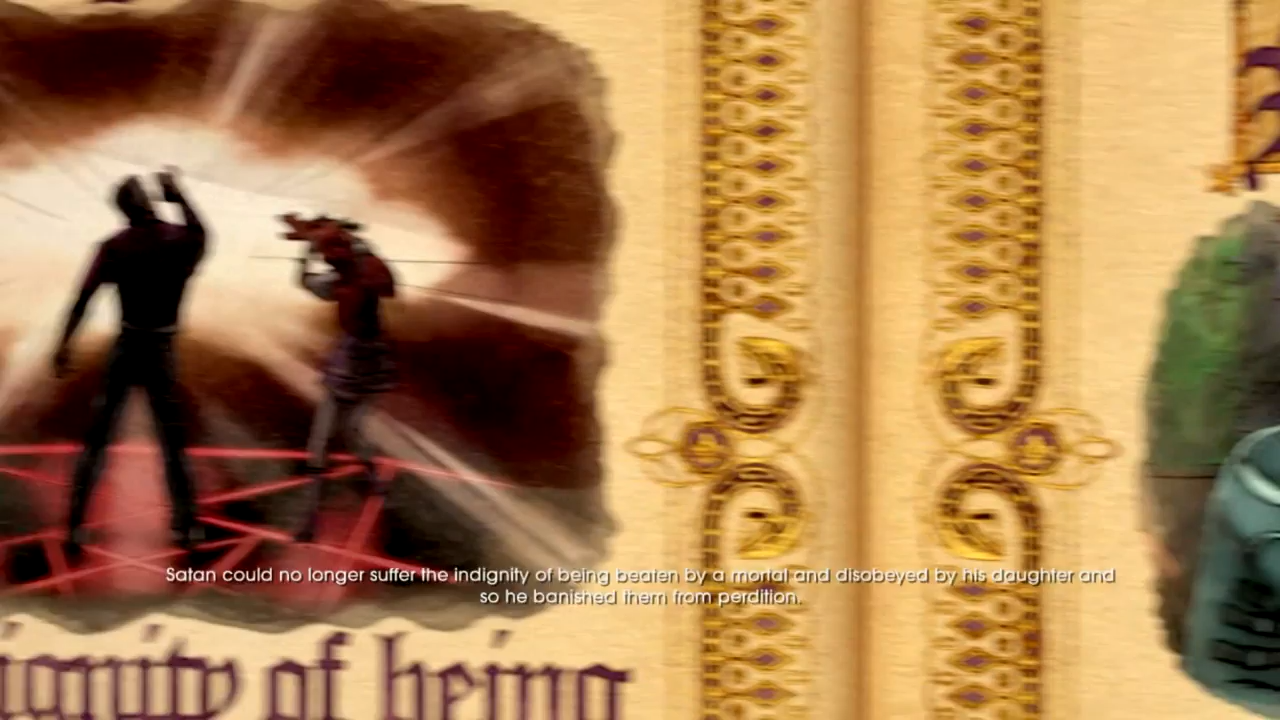 Satan could no longer suffer the indignity of being beaten by a mortal and disobeyed by his daughter and
so he banished them from perdition.
ignity of being